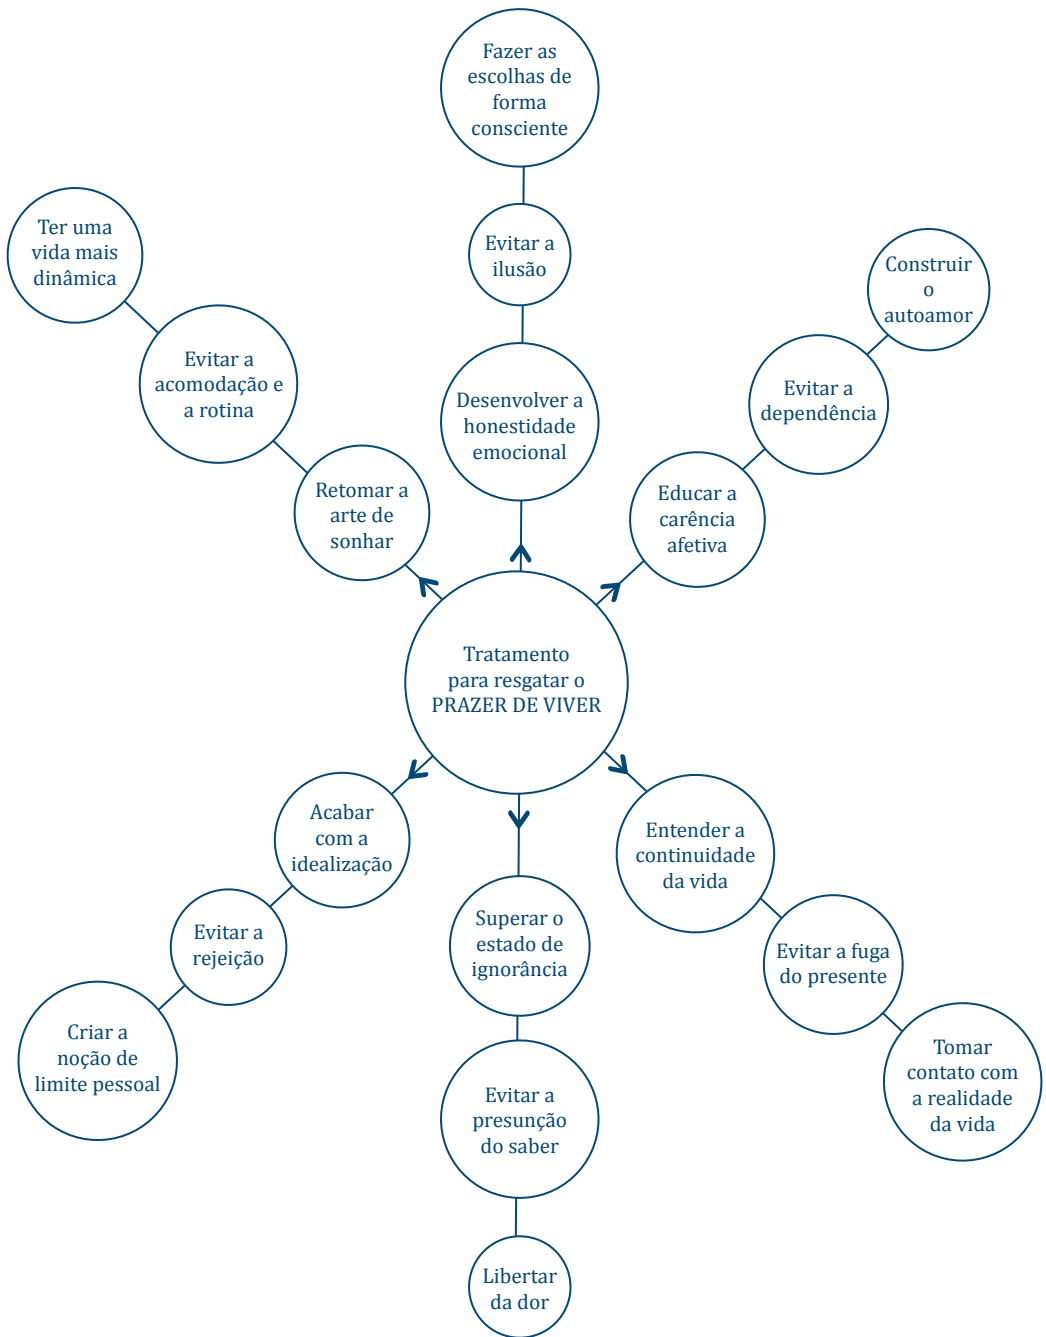 Fazer as
escolhas de
forma
consciente
Evitar a
ilusão
Desenvolver a
honestidade
emocional
Ter uma
vida mais
dinâmica
Evitar a
acomodação e
a rotina
Retomar a
arte de
sonhar
Construir
o
autoamor
Evitar a
dependência
Educar a
carência
afetiva
Tratamento
para resgatar o
PRAZER DE VIVER
Acabar
com a
idealização
Evitar a
rejeição
Criar a
noção de
limite pessoal
Superar o
estado de
ignorância
Evitar a
presunção
do saber
Libertar
da dor
Entender a
continuidade
da vida
Evitar a fuga
do presente
Tomar
contato com
a realidade
da vida